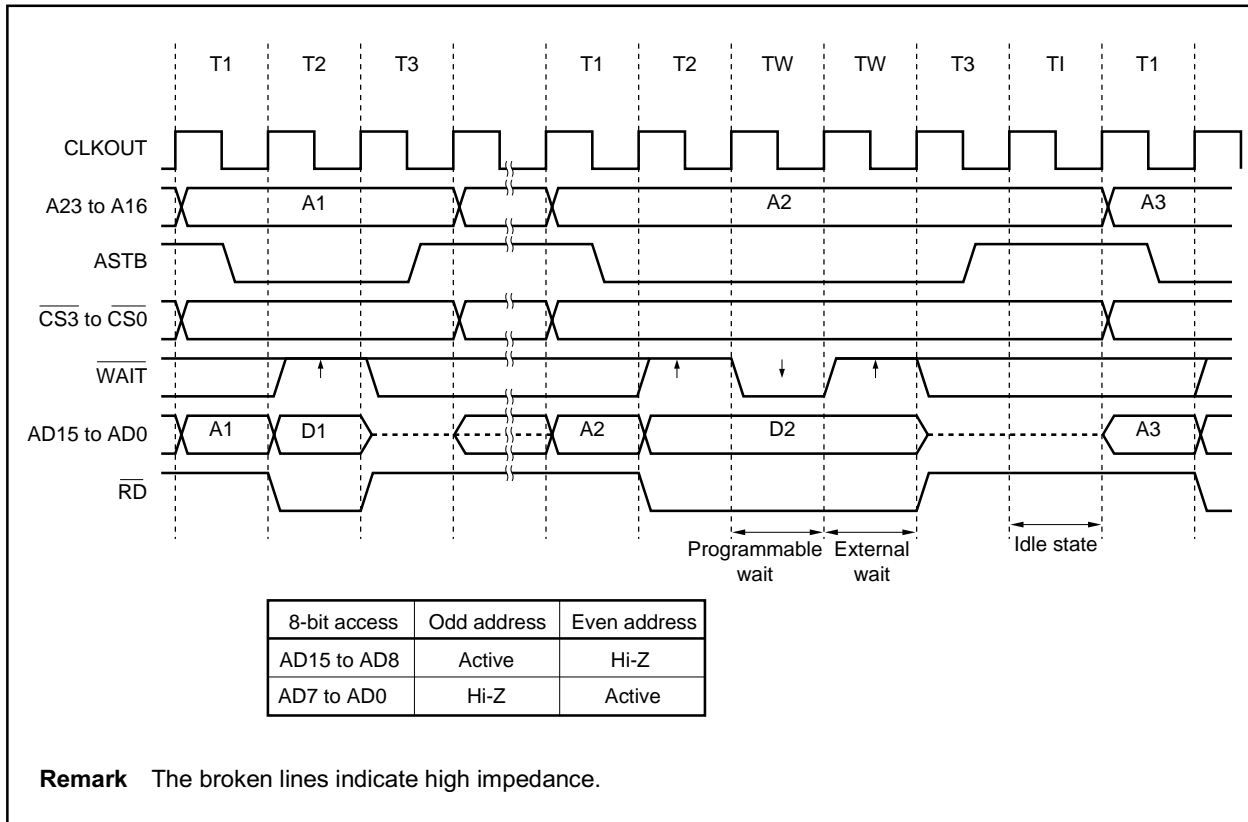 T1 T2 T3 T1 T2 TW TW T3 TI T1
CLKOUT
A23 to A16 A1 A2 A3
ASTB
CS3 to CS0
WAIT
AD15 to AD0 A1 D1 A2 D2 A3
RD
Programmable wait
External wait
Idle state
8-bit access Odd address Even address
AD15 to AD8 Active Hi-Z
AD7 to AD0 Hi-Z Active
Remark The broken lines indicate high impedance.